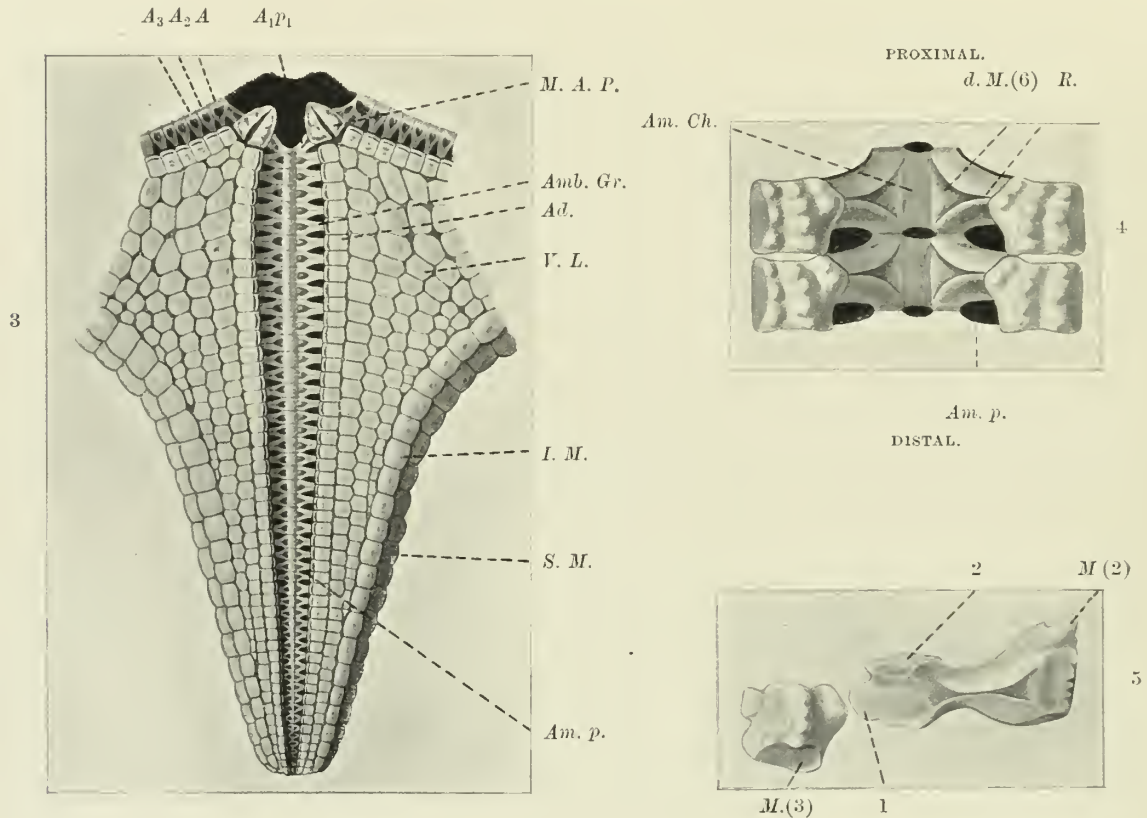 A3 A2 A A1p1
M. A. P.
Amb. Gr.
Ad.
V. L.
3
I. M.
S. M.
Am. p.
PROXIMAL.
d. M.(6) R.
Am. Ch.
4
Am. p.
DISTAL.
2 M (2)
5
M.(3) 1